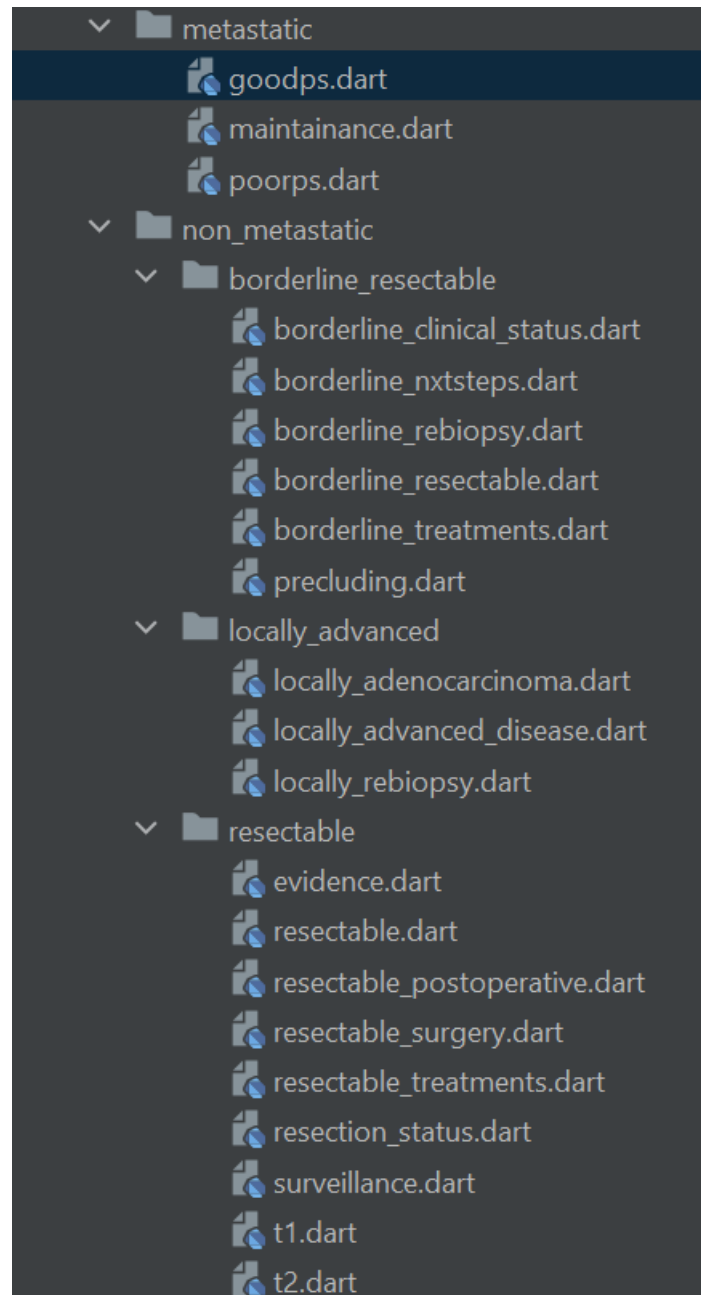 metastatic
goodps.dart
maintainance.dart
poorps.dart
non_metastatic
borderline_resectable
borderline_clinical_status.dart
borderline_nxtsteps.dart
borderline_rebiopsy.dart
borderline_resectable.dart
borderline_treatments.dart
precluding.dart
locally_advanced
locally_adenocarcinoma.dart
locally_advanced_disease.dart
locally_rebiopsy.dart
resectable
evidence.dart
resectable.dart
resectable_postoperative.dart
resectable_surgery.dart
resectable_treatments.dart
resection_status.dart
surveillance.dart
t1.dart
t2.dart